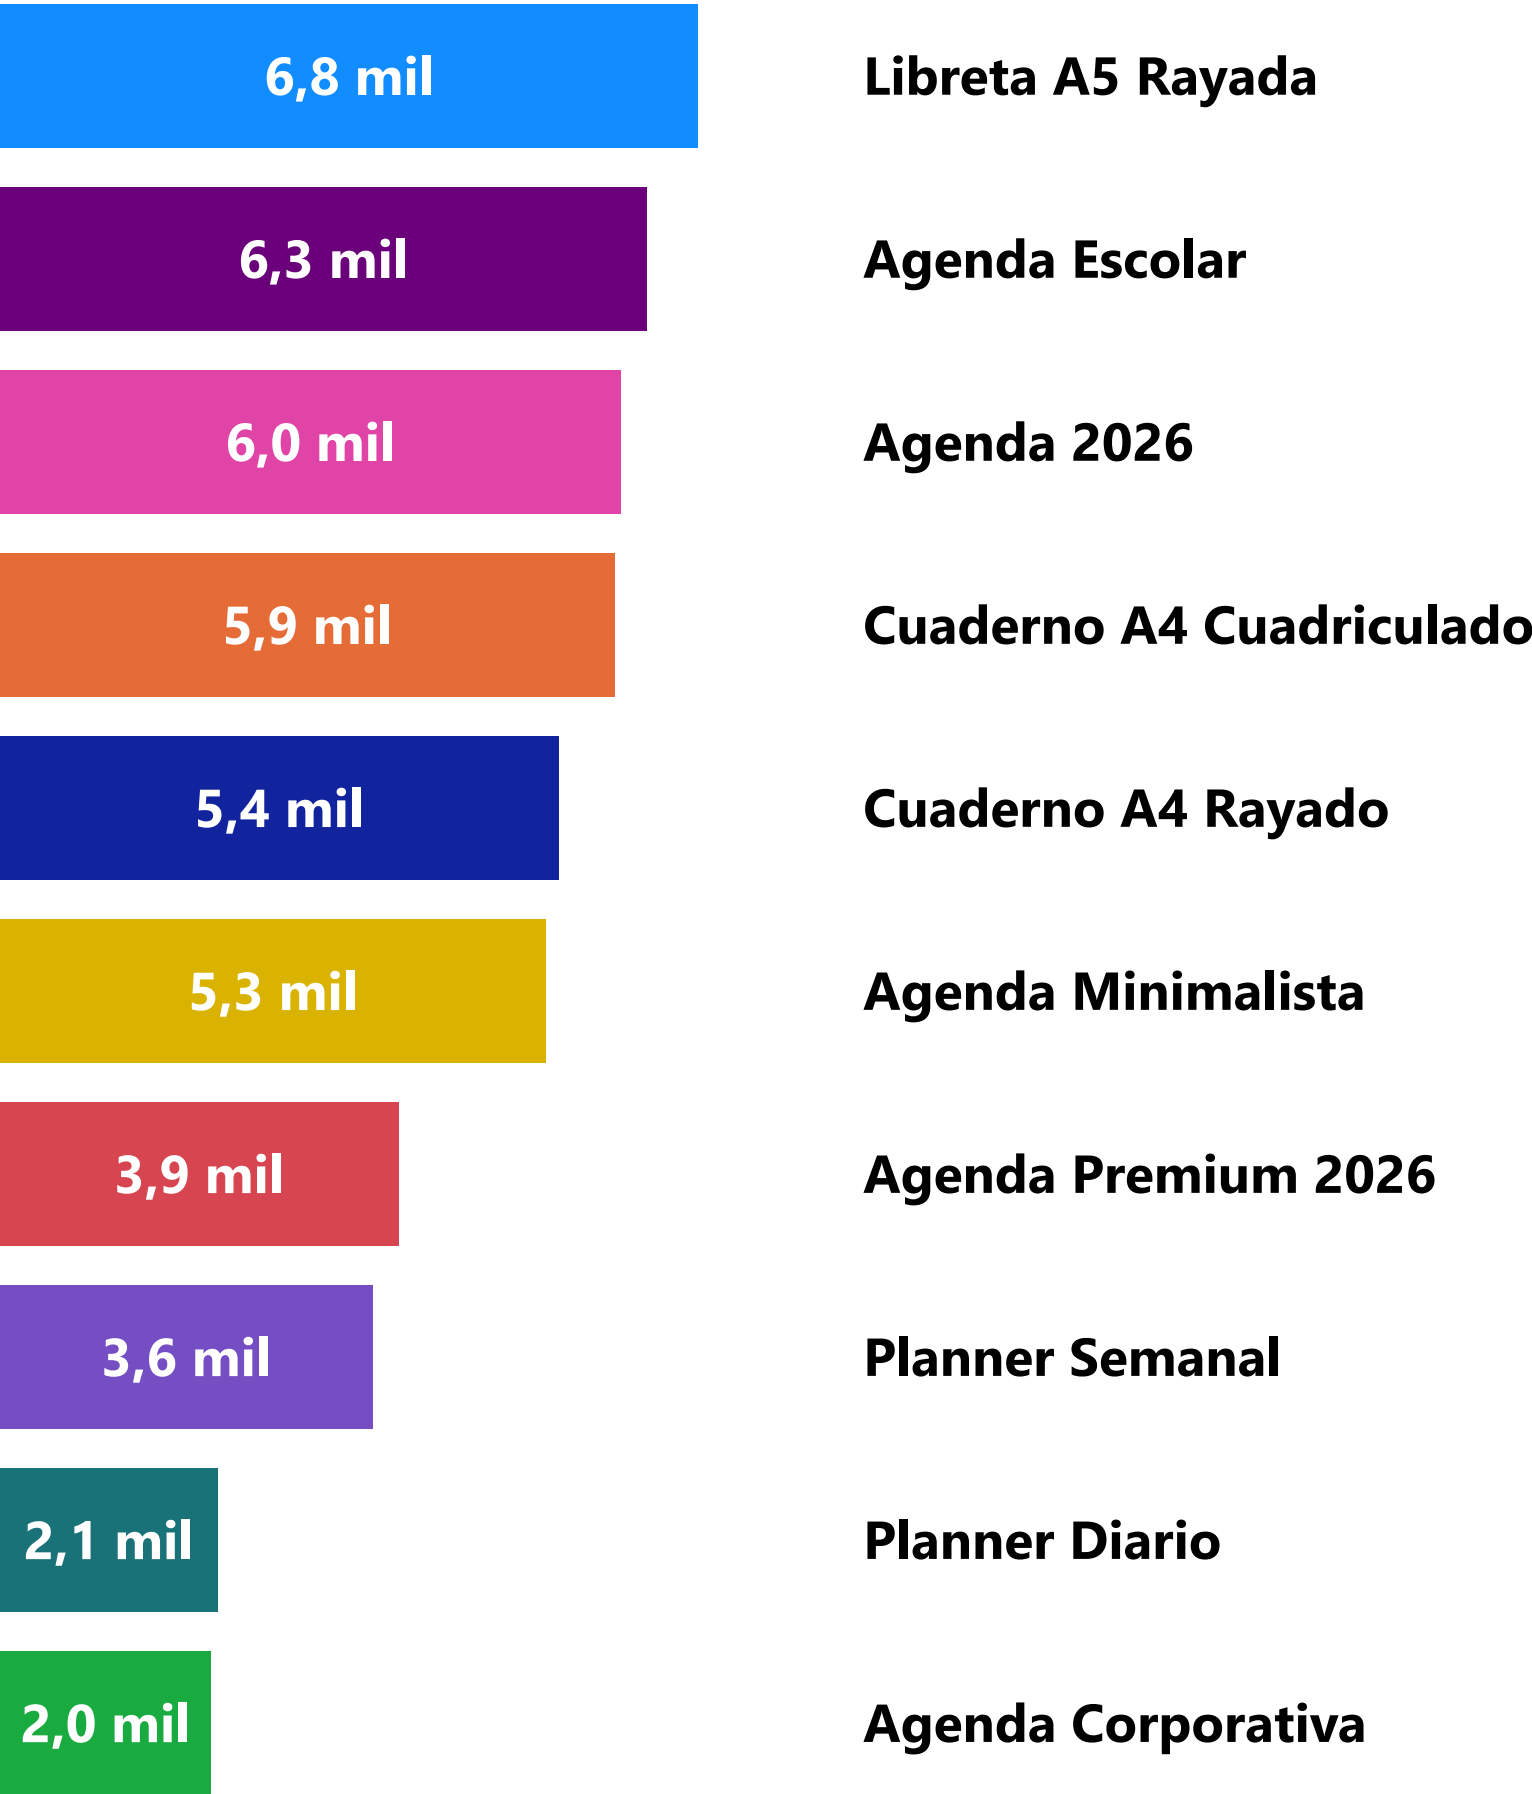 6,8 mil Libreta A5 Rayada
6,3 mil Agenda Escolar
6,0 mil Agenda 2026
5,9 mil Cuaderno A4 Cuadriculado
5,4 mil Cuaderno A4 Rayado
5,3 mil Agenda Minimalista
3,9 mil Agenda Premium 2026
3,6 mil Planner Semanal
2,1 mil Planner Diario
2,0 mil Agenda Corporativa